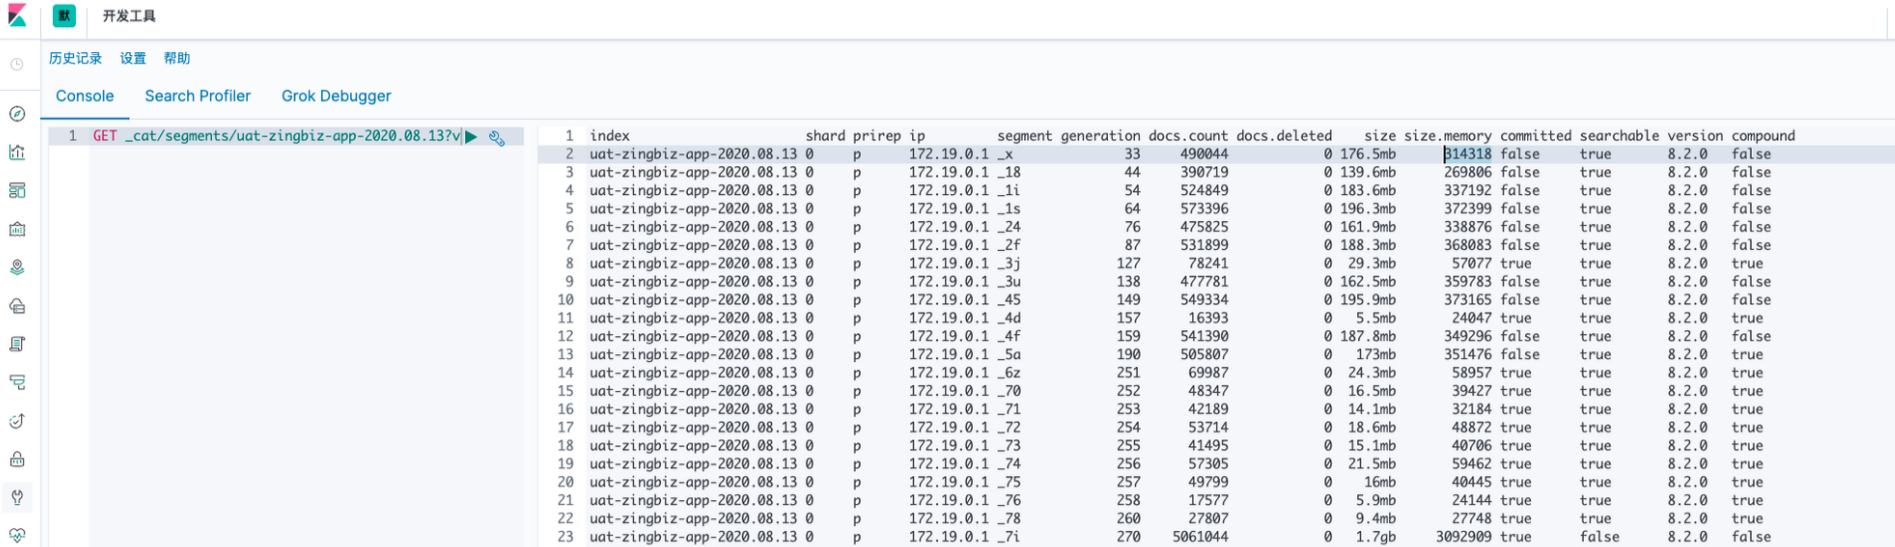 默 开发工具
历史记录 设置 帮助
Console Search Profiler Grok Debugger
1 GET _cat/segments/uat-zingbiz-app-2020.08.13?v
1 index shard prirep ip segment generation docs.count docs.deleted size size.memory committed searchable version compound
2 uat-zingbiz-app-2020.08.13 0 p 172.19.0.1 _x 33 490044 0 176.5mb 314318 false true 8.2.0 false
3 uat-zingbiz-app-2020.08.13 0 p 172.19.0.1 _18 44 390719 0 139.6mb 269806 false true 8.2.0 false
4 uat-zingbiz-app-2020.08.13 0 p 172.19.0.1 _1i 54 524849 0 183.6mb 337192 false true 8.2.0 false
5 uat-zingbiz-app-2020.08.13 0 p 172.19.0.1 _1s 64 573396 0 196.3mb 372399 false true 8.2.0 false
6 uat-zingbiz-app-2020.08.13 0 p 172.19.0.1 _24 76 475825 0 161.9mb 338876 false true 8.2.0 false
7 uat-zingbiz-app-2020.08.13 0 p 172.19.0.1 _2f 87 531899 0 188.3mb 368083 false true 8.2.0 false
8 uat-zingbiz-app-2020.08.13 0 p 172.19.0.1 _3j 127 78241 0 29.3mb 57077 true true 8.2.0 true
9 uat-zingbiz-app-2020.08.13 0 p 172.19.0.1 _3u 138 477781 0 162.5mb 359783 false true 8.2.0 false
10 uat-zingbiz-app-2020.08.13 0 p 172.19.0.1 _45 149 549334 0 195.9mb 373165 false true 8.2.0 false
11 uat-zingbiz-app-2020.08.13 0 p 172.19.0.1 _4d 157 16393 0 5.5mb 24047 true true 8.2.0 true
12 uat-zingbiz-app-2020.08.13 0 p 172.19.0.1 _4f 159 541390 0 187.8mb 349296 false true 8.2.0 false
13 uat-zingbiz-app-2020.08.13 0 p 172.19.0.1 _5a 190 505807 0 173mb 351476 false true 8.2.0 true
14 uat-zingbiz-app-2020.08.13 0 p 172.19.0.1 _6z 251 69987 0 24.3mb 58957 true true 8.2.0 true
15 uat-zingbiz-app-2020.08.13 0 p 172.19.0.1 _70 252 48347 0 16.5mb 39427 true true 8.2.0 true
16 uat-zingbiz-app-2020.08.13 0 p 172.19.0.1 _71 253 42189 0 14.1mb 32184 true true 8.2.0 true
17 uat-zingbiz-app-2020.08.13 0 p 172.19.0.1 _72 254 53714 0 18.6mb 48872 true true 8.2.0 true
18 uat-zingbiz-app-2020.08.13 0 p 172.19.0.1 _73 255 41495 0 15.1mb 40706 true true 8.2.0 true
19 uat-zingbiz-app-2020.08.13 0 p 172.19.0.1 _74 256 57305 0 21.5mb 59462 true true 8.2.0 true
20 uat-zingbiz-app-2020.08.13 0 p 172.19.0.1 _75 257 49799 0 16mb 40445 true true 8.2.0 true
21 uat-zingbiz-app-2020.08.13 0 p 172.19.0.1 _76 258 17577 0 5.9mb 24144 true true 8.2.0 true
22 uat-zingbiz-app-2020.08.13 0 p 172.19.0.1 _78 260 27807 0 9.4mb 27748 true true 8.2.0 true
23 uat-zingbiz-app-2020.08.13 0 p 172.19.0.1 _7i 270 5061044 0 1.7gb 3092909 true false 8.2.0 false